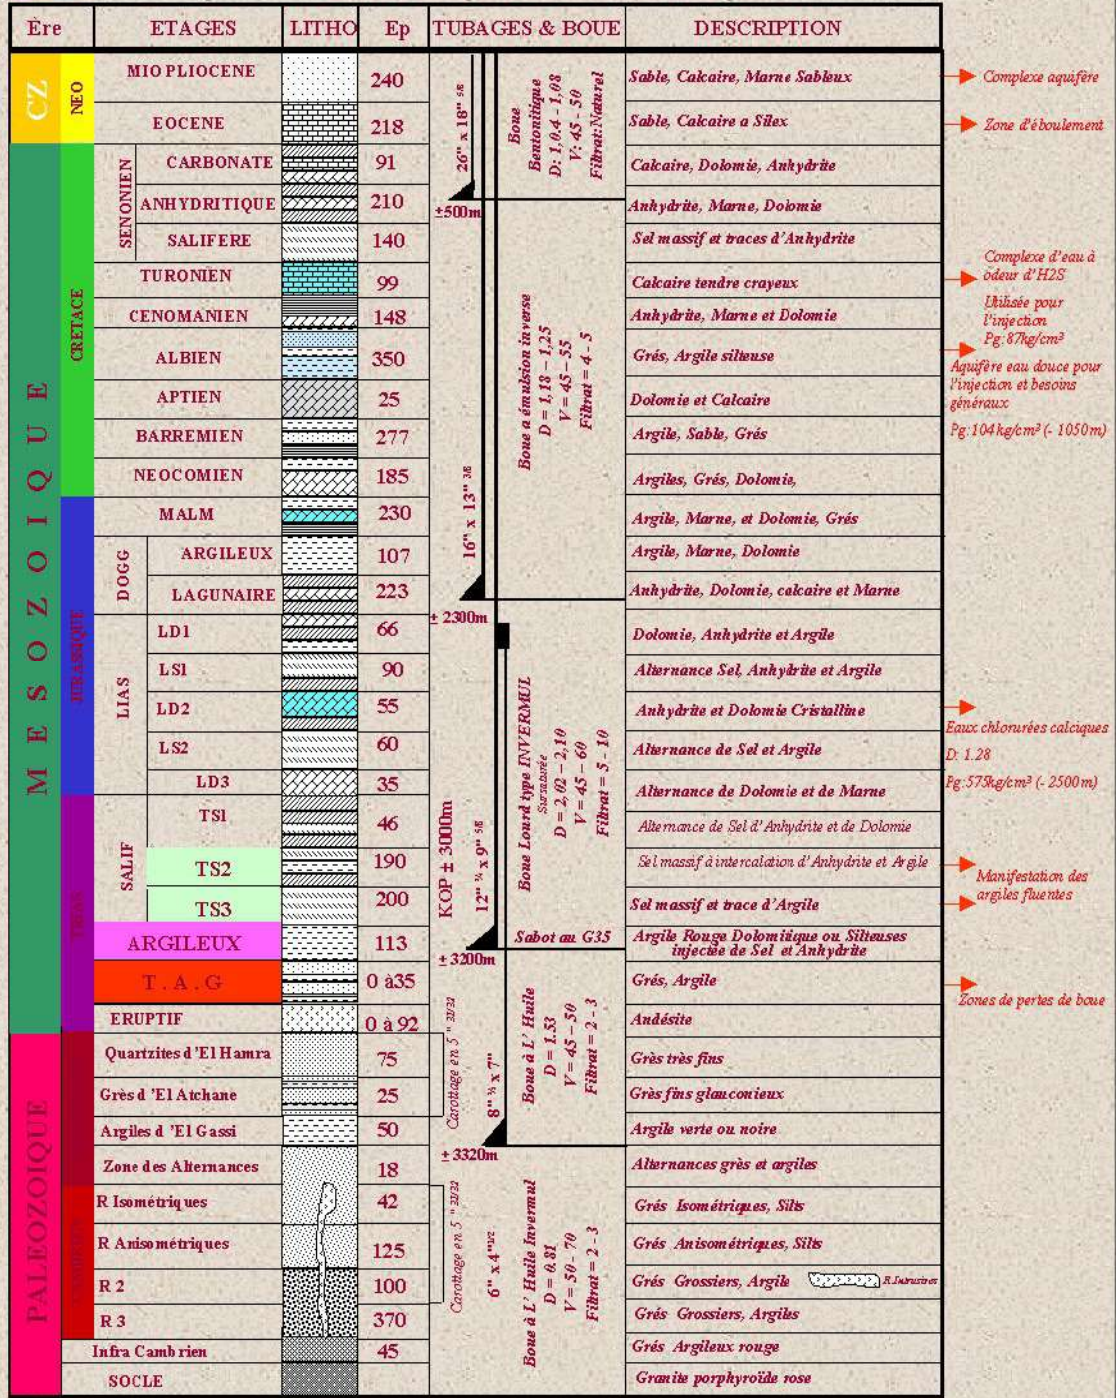 Ère ETAGES LITHO Ep TUBAGES & BOUE DESCRIPTION
CZ
NEO
MESOZOIQUE
CRETACE
JURASSIQUE
PALEOZOIQUE
MIO PLIOCENE 240 Sable, Calcaire, Marne Sableux
EOCENE 218 Sable, Calcaire a Silex
SENONIEN
CARBONATE 91 Calcaire, Dolomie, Anhydrite
ANHYDRITIQUE 210 Anhydrite, Marne, Dolomie
SALIFERE 140 Sel massif et traces d'Anhydrite
TURONIEN 99 Calcaire tendre crayeux
CENOMANIEN 148 Anhydrite, Marne et Dolomie
ALBIEN 350 Grés, Argile silteuse
APTIEN 25 Dolomie et Calcaire
BARREMIEN 277 Argile, Sable, Grés
NEOCOMIEN 185 Argiles, Grés, Dolomie,
MALM 230 Argile, Marne, et Dolomie, Grés
DOGG
ARGILEUX 107 Argile, Marne, Dolomie
LAGUNAIRE 223 Anhydrite, Dolomie, calcaire et Marne
LIAS
LD1 66 Dolomie, Anhydrite et Argile
LS1 90 Alternance Sel, Anhydrite et Argile
LD2 55 Anhydrite et Dolomie Cristalline
LS2 60 Alternance de Sel et Argile
LD3 35 Alternance de Dolomie et de Marne
SALIF
TS1 46 Alternance de Sel d'Anhydrite et de Dolomie
TS2 190 Sel massif à intercalation d'Anhydrite et Argile
TS3 200 Sel massif et trace d'Argile
ARGILEUX 113 Argile Rouge Dolomitique ou Silteuses
injectée de Sel et Anhydrite
T . A . G 0 à35 Grés, Argile
ERUPTIF 0 à 92 Andésite
Quartzites d'El Hamra 75 Grès très fins
Grès d 'El Atchane 25 Grès fins glauconieux
Argiles d 'El Gassi 50 Argile verte ou noire
Zone des Alternances 18 Alternances grès et argiles
R Isométriques 42 Grés Isométriques, Silts
R Anisométriques 125 Grés Anisométriques, Silts
R 2 100 Grés Grossiers, Argile
R 3 370 Grés Grossiers, Argiles
Infra Cambrien 45 Grés Argileux rouge
SOCLE Granite porphyroïde rose
26" x 18" 5/8
Boue
Bentonitique
D: 1,0.4 - 1,08
V: 45 - 50
Filtrat:Naturel
±500m
16" x 13" 3/8
Boue a émulsion inverse
D = 1,18 – 1,25
V = 45 – 55
Filtrat = 4 - 5
± 2300m
KOP ± 3000m
12" ¼ x 9" 5/8
Boue Lourd type INVERMUL
Sursaturée
D = 2,02 – 2,10
V = 45 – 60
Filtrat = 5 - 10
Sabot au G35
± 3200m
Carottage en 5 "
8" ½ x 7"
Boue à L' Huile
D = 1.53
V = 45 – 50
Filtrat = 2 - 3
± 3320m
Carottage en 5 "
6" x 4"1/2
Boue à L' Huile Invermul
D = 0.81
V = 50 - 70
Filtrat = 2 - 3
Complexe aquifère
Zone d'éboulement
Complexe d'eau à
odeur d'H2S
Utilisée pour
l'injection
Pg:87kg/cm³
Aquifère eau douce pour
l'injection et besoins
généraux
Pg:104kg/cm³ (- 1050m)
Eaux chlorurées calciques
D: 1.28
Pg:575kg/cm³ (- 2500m)
Manifestation des
argiles fluentes
Zones de pertes de boue